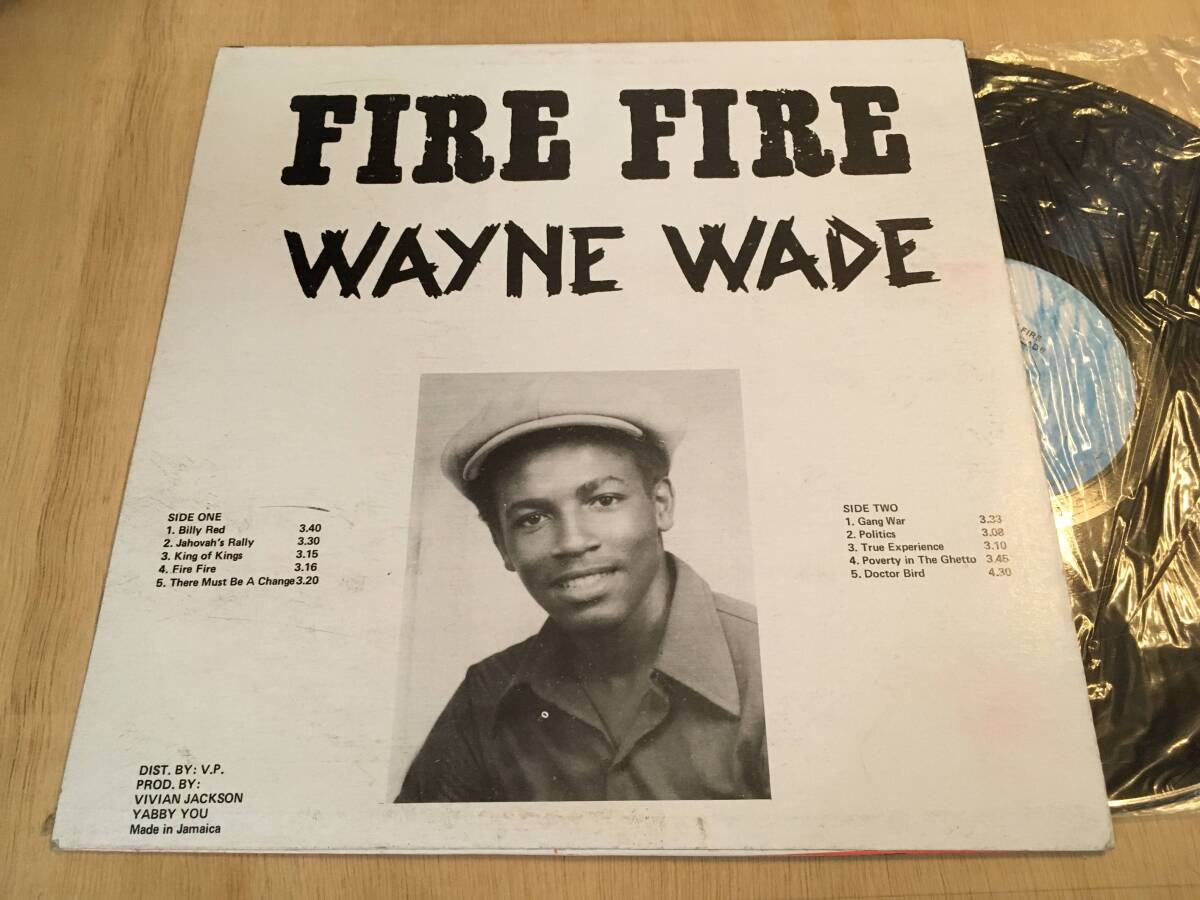 FIRE FIRE
WAYNE WADE
SIDE ONE
1. Billy Red 3.40
2. Jahovah's Rally 3.30
3. King of Kings 3.15
4. Fire Fire 3.16
5. There Must Be A Change 3.20
SIDE TWO
1. Gang War 3.33
2. Politics 3.08
3. True Experience 3.10
4. Poverty in The Ghetto 3.45
5. Doctor Bird 4.30
DIST. BY: V.P.
PROD. BY:
VIVIAN JACKSON
YABBY YOU
Made in Jamaica
FIRE